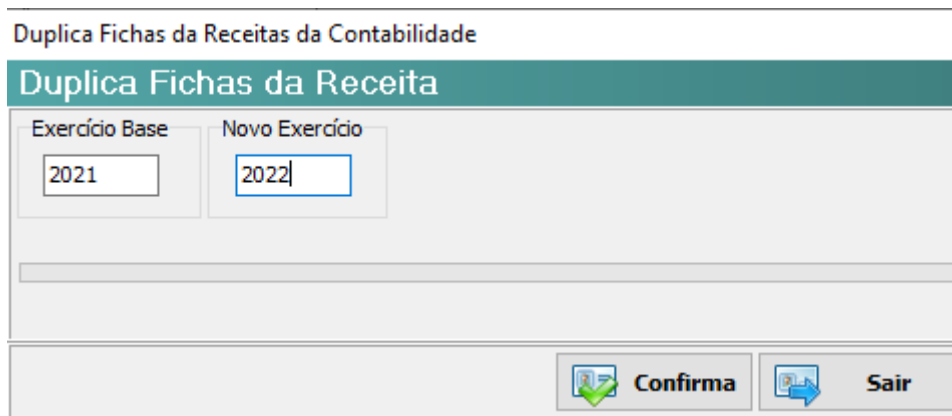 Duplica Fichas da Receitas da Contabilidade
Duplica Fichas da Receita
Exercício Base Novo Exercício
2021 2022
Confirma Sair